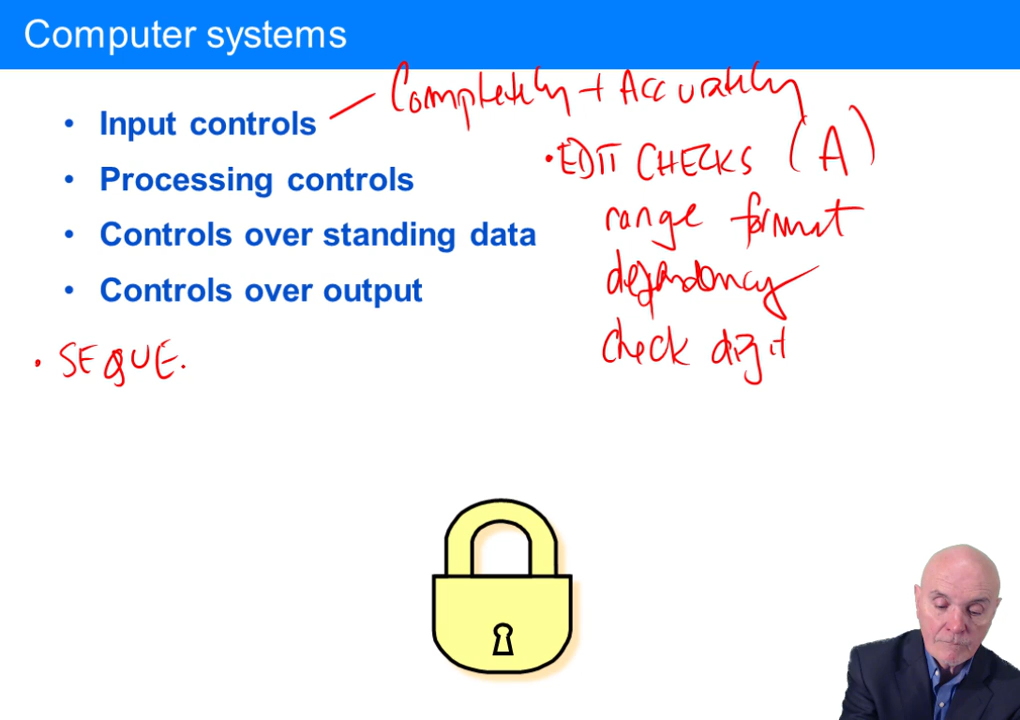 Computer systems
Completely + Accurately
• Input controls
• EDIT CHECKS (A)
• Processing controls
range format
• Controls over standing data
dependency
• Controls over output
check digit
• SEQUE.